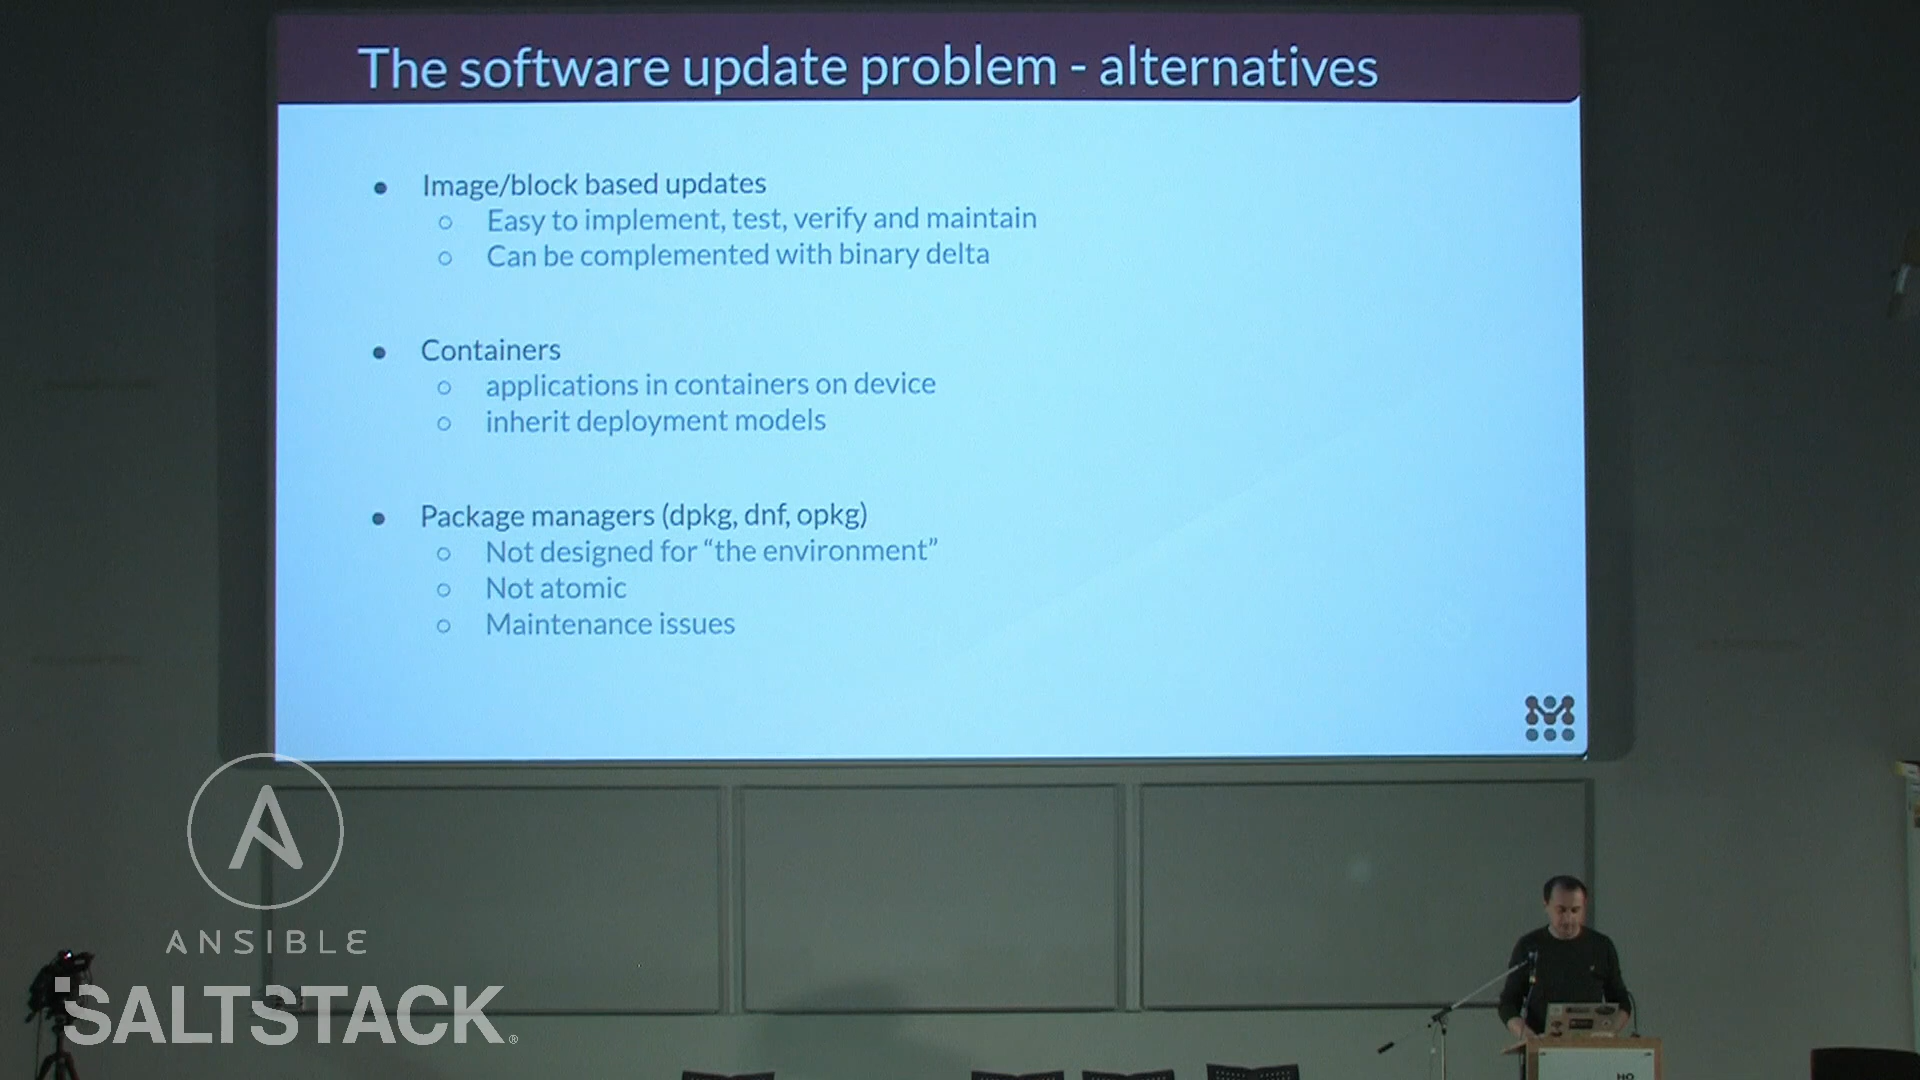 The software update problem - alternatives
Image/block based updates
Easy to implement, test, verify and maintain
Can be complemented with binary delta
Containers
applications in containers on device
inherit deployment models
Package managers (dpkg, dnf, opkg)
Not designed for “the environment”
Not atomic
Maintenance issues
ANSIBLE
SALTSTACK®
HO